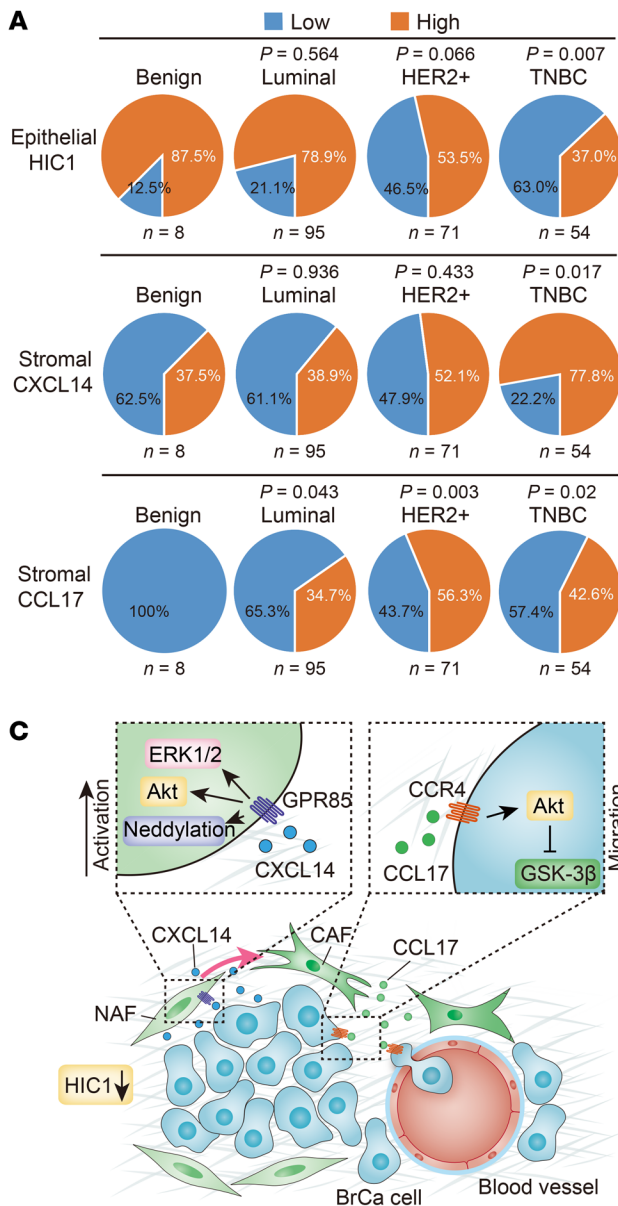 A
Low High
P = 0.564 P = 0.066 P = 0.007
Benign Luminal HER2+ TNBC
Epithelial
HIC1
87.5% 78.9% 53.5% 37.0%
12.5% 21.1% 46.5% 63.0%
n = 8 n = 95 n = 71 n = 54
P = 0.936 P = 0.433 P = 0.017
Benign Luminal HER2+ TNBC
Stromal
CXCL14
37.5% 38.9% 52.1% 77.8%
62.5% 61.1% 47.9% 22.2%
n = 8 n = 95 n = 71 n = 54
P = 0.043 P = 0.003 P = 0.02
Benign Luminal HER2+ TNBC
Stromal
CCL17
34.7% 56.3% 42.6%
100% 65.3% 43.7% 57.4%
n = 8 n = 95 n = 71 n = 54
C
Activation
ERK1/2
Akt
Neddylation
GPR85
CXCL14
CCR4
CCL17
Akt
GSK-3β
Migration
CXCL14
CAF
CCL17
NAF
HIC1
BrCa cell
Blood vessel